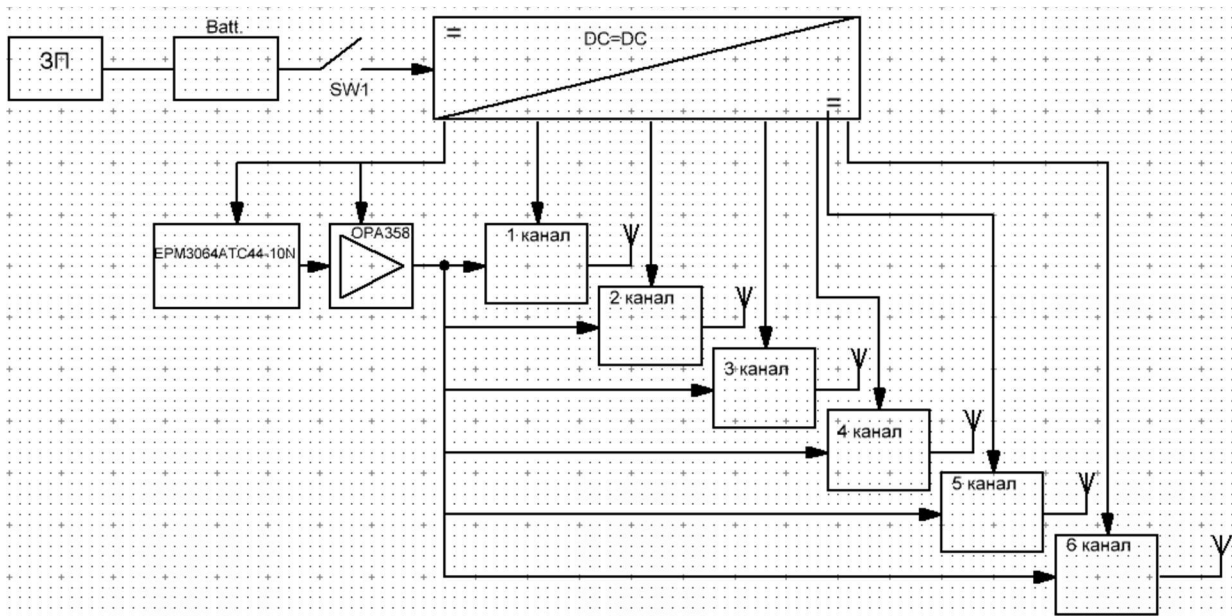 Batt.
ЗП
DC=DC
=
=
SW1
OPA358
EPM3064ATC44-10N
1 канал
2 канал
3 канал
4 канал
5 канал
6 канал